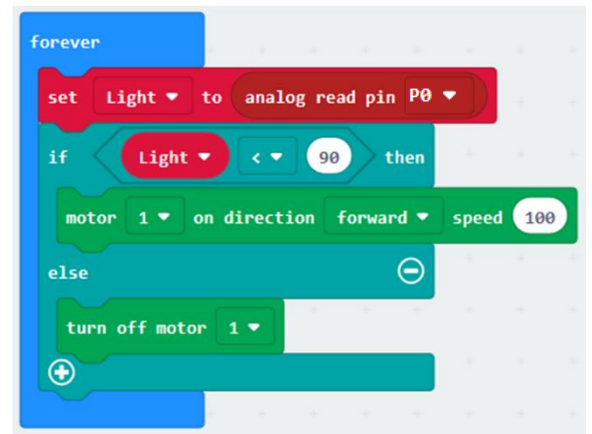 forever
set Light to analog read pin P0
if Light < 90 then
motor 1 on direction forward speed 100
else
turn off motor 1